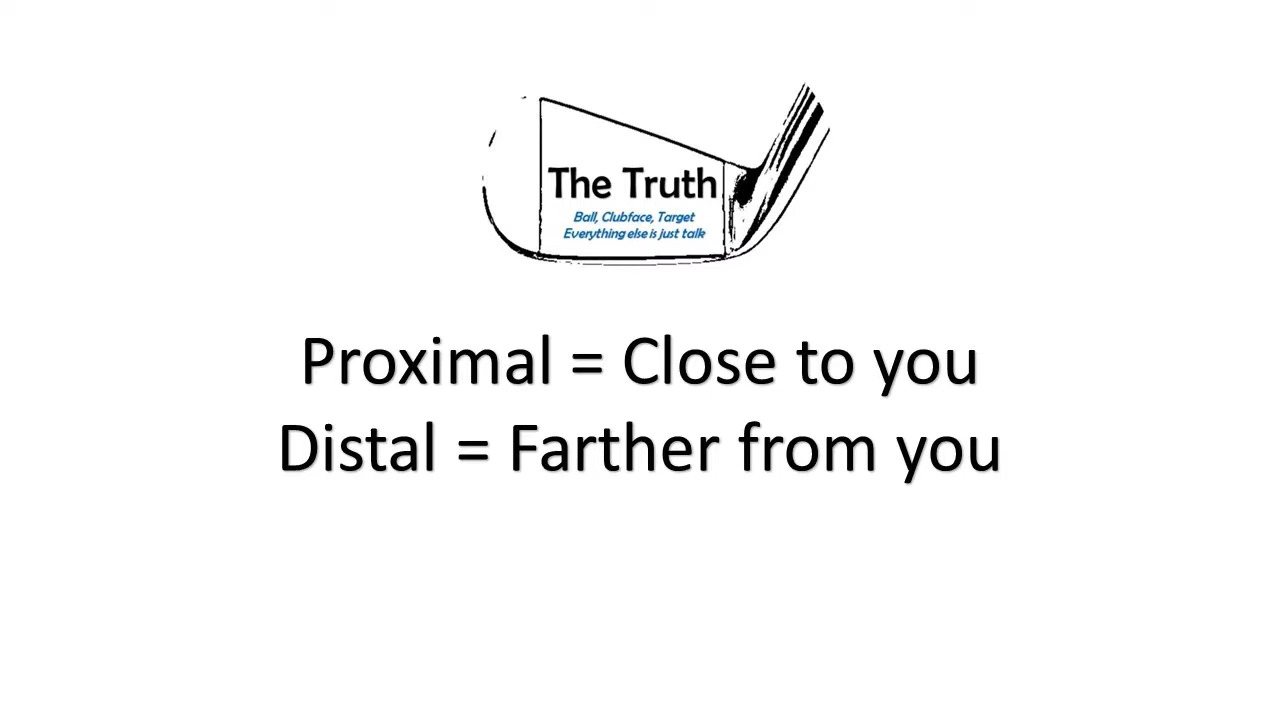 The Truth
Ball, Clubface, Target
Everything else is just talk
Proximal = Close to you
Distal = Farther from you